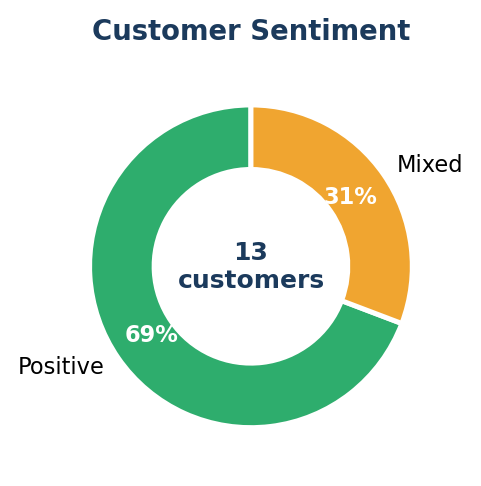 Customer Sentiment
Mixed
31%
13
customers
69%
Positive